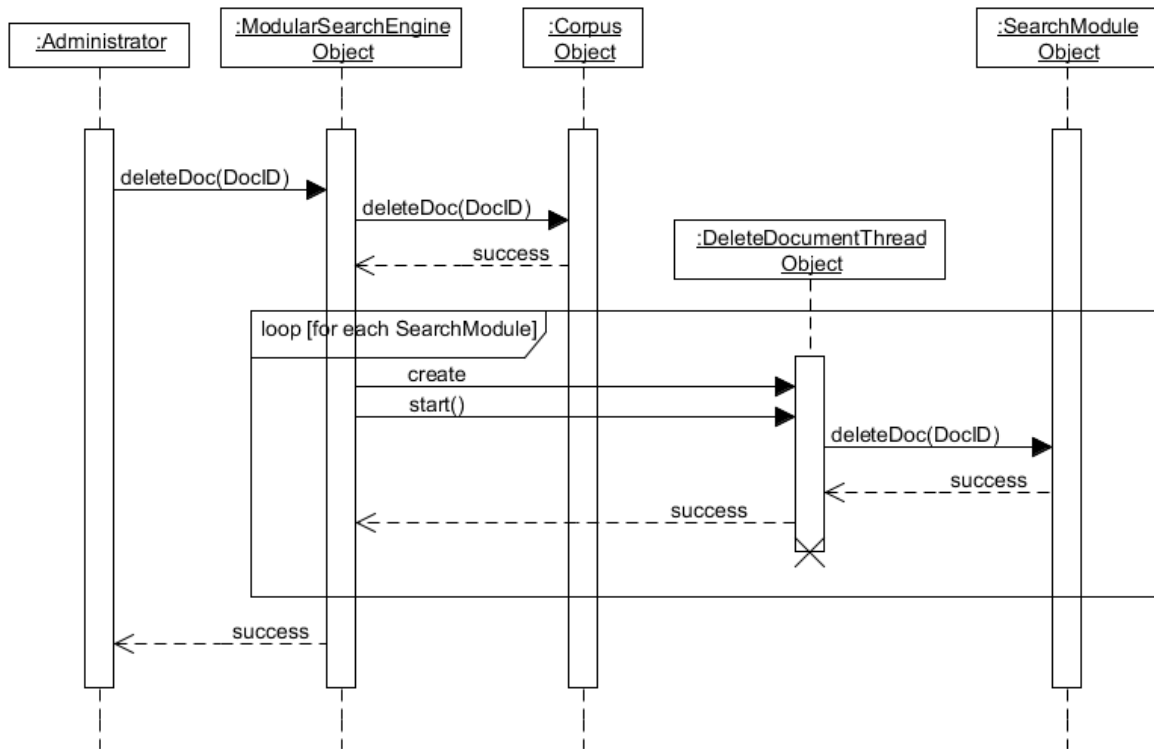 :Administrator
:ModularSearchEngine
Object
:Corpus
Object
:SearchModule
Object
deleteDoc(DocID)
deleteDoc(DocID)
success
:DeleteDocumentThread
Object
loop [for each SearchModule]
create
start()
deleteDoc(DocID)
success
success
success